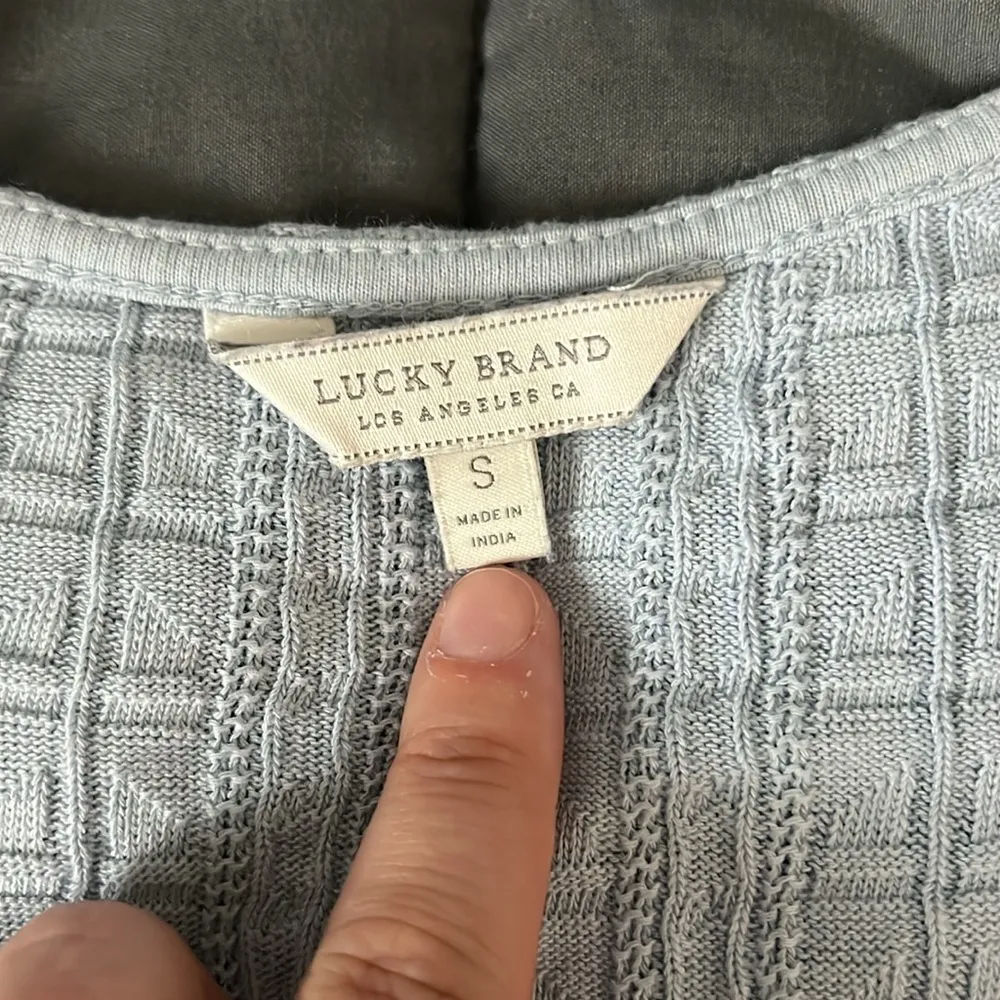 LUCKY BRAND
LOS ANGELES CA
S
MADE IN
INDIA